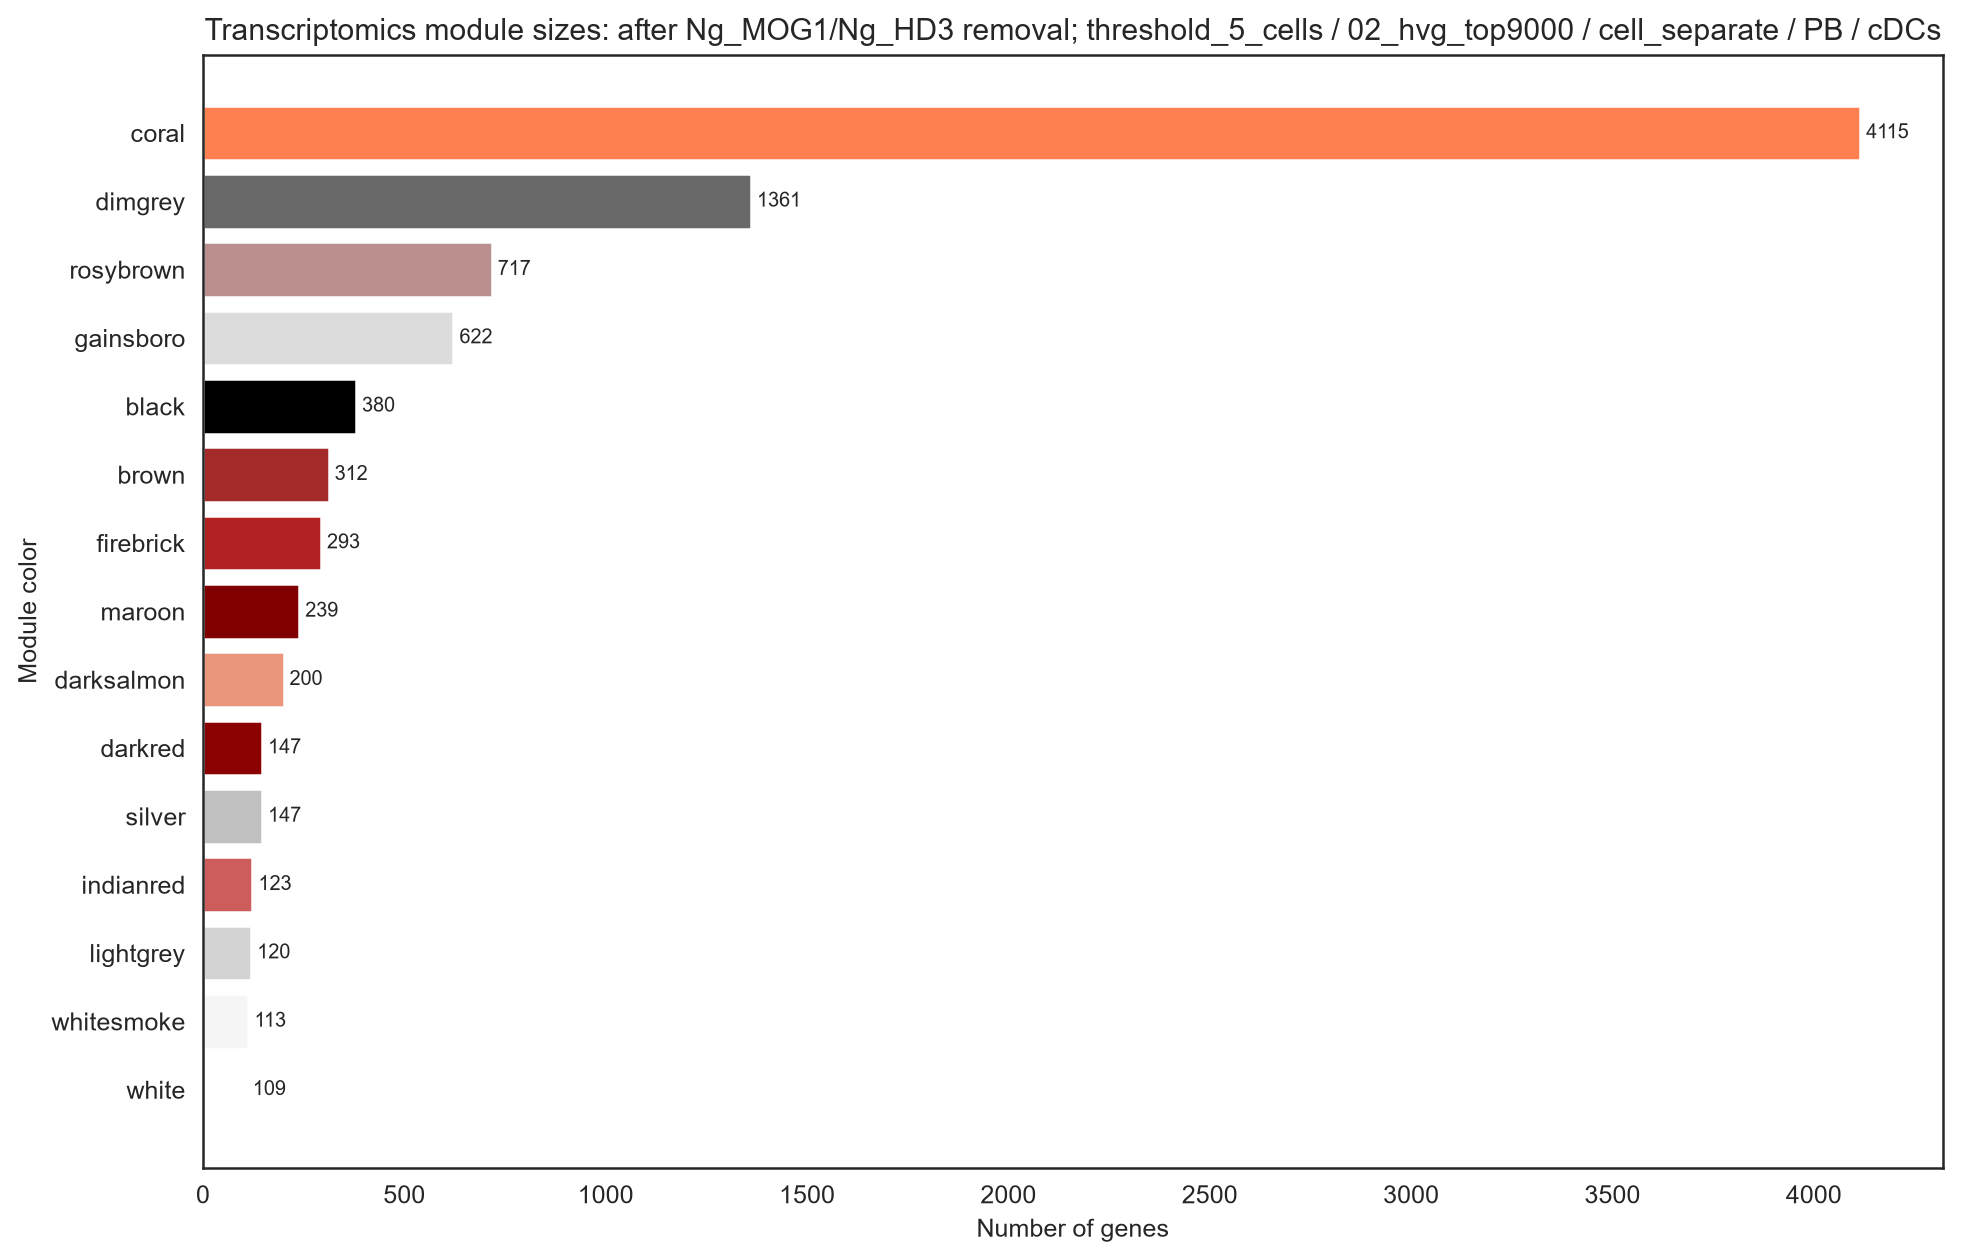 Transcriptomics module sizes: after Ng_MOG1/Ng_HD3 removal; threshold_5_cells / 02_hvg_top9000 / cell_separate / PB / cDCs
Module color
coral 4115
dimgrey 1361
rosybrown 717
gainsboro 622
black 380
brown 312
firebrick 293
maroon 239
darksalmon 200
darkred 147
silver 147
indianred 123
lightgrey 120
whitesmoke 113
white 109
0 500 1000 1500 2000 2500 3000 3500 4000
Number of genes